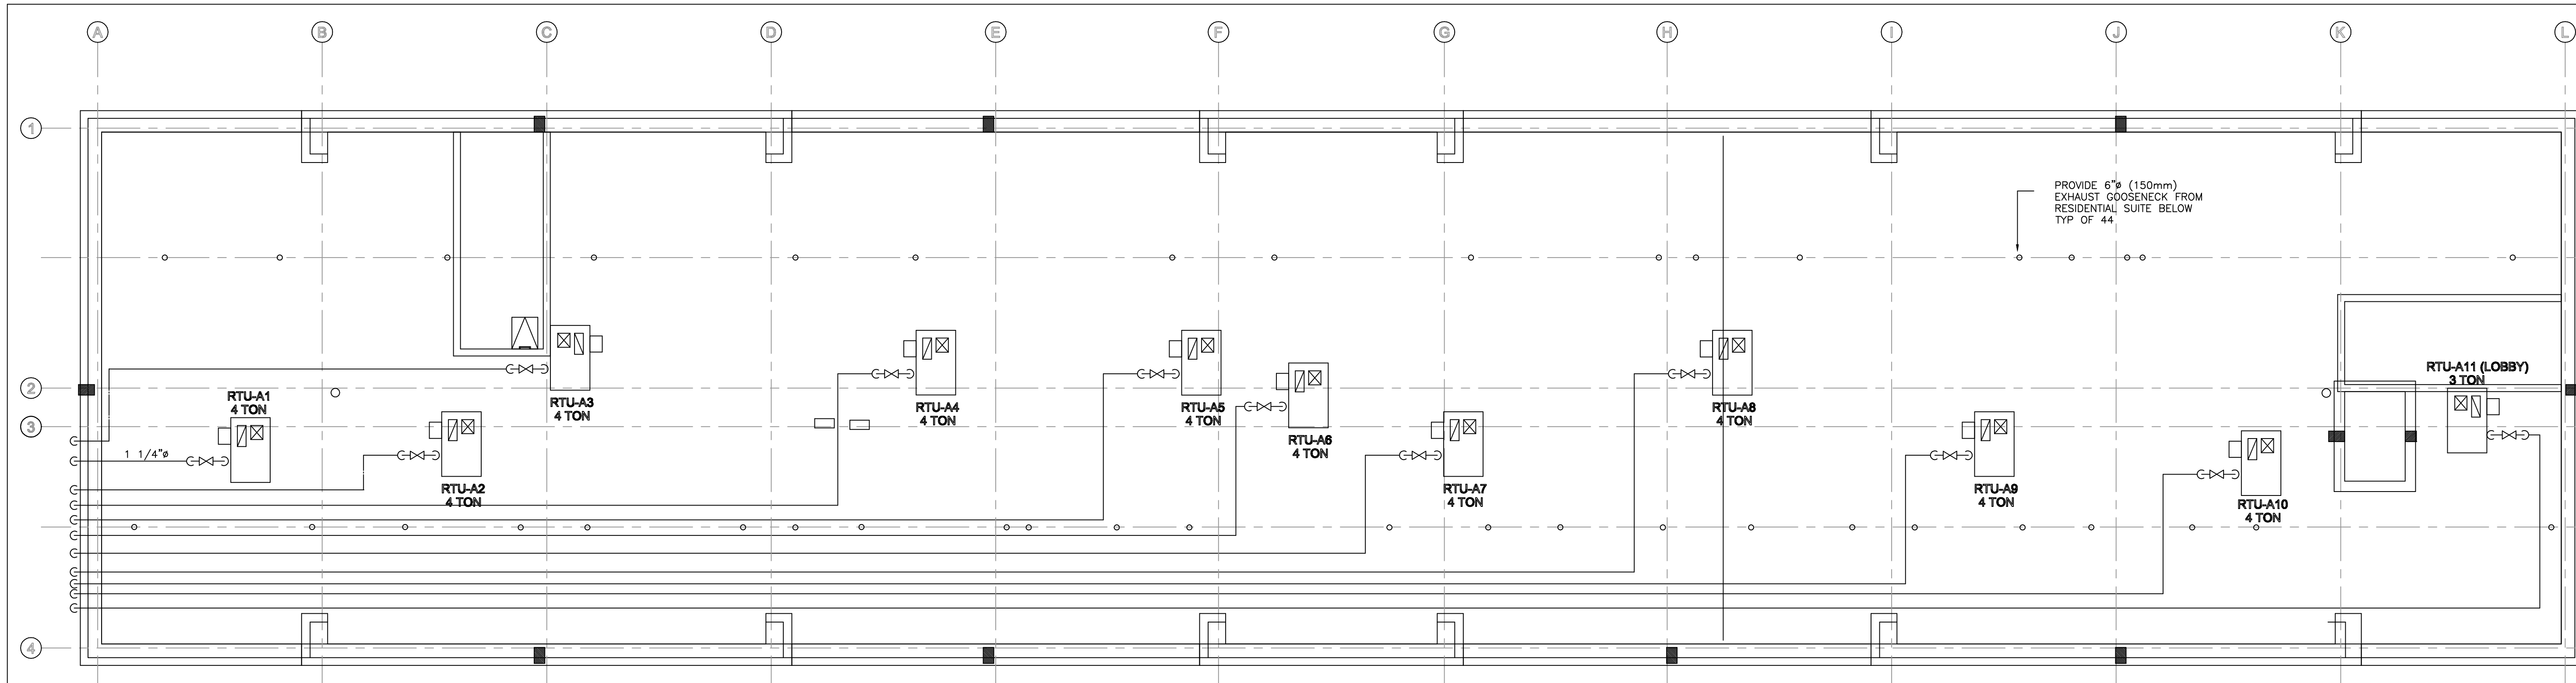 A
B
C
D
E
F
G
H
I
J
K
L
1
PROVIDE 6"ø (150mm)
EXHAUST GOOSENECK FROM
RESIDENTIAL SUITE BELOW
TYP OF 44
2
RTU-A11 (LOBBY)
3 TON
RTU-A1
4 TON
RTU-A3
4 TON
RTU-A4
4 TON
RTU-A5
4 TON
RTU-A8
4 TON
3
RTU-A6
4 TON
1 1/4"ø
RTU-A2
4 TON
RTU-A7
4 TON
RTU-A9
4 TON
RTU-A10
4 TON
4